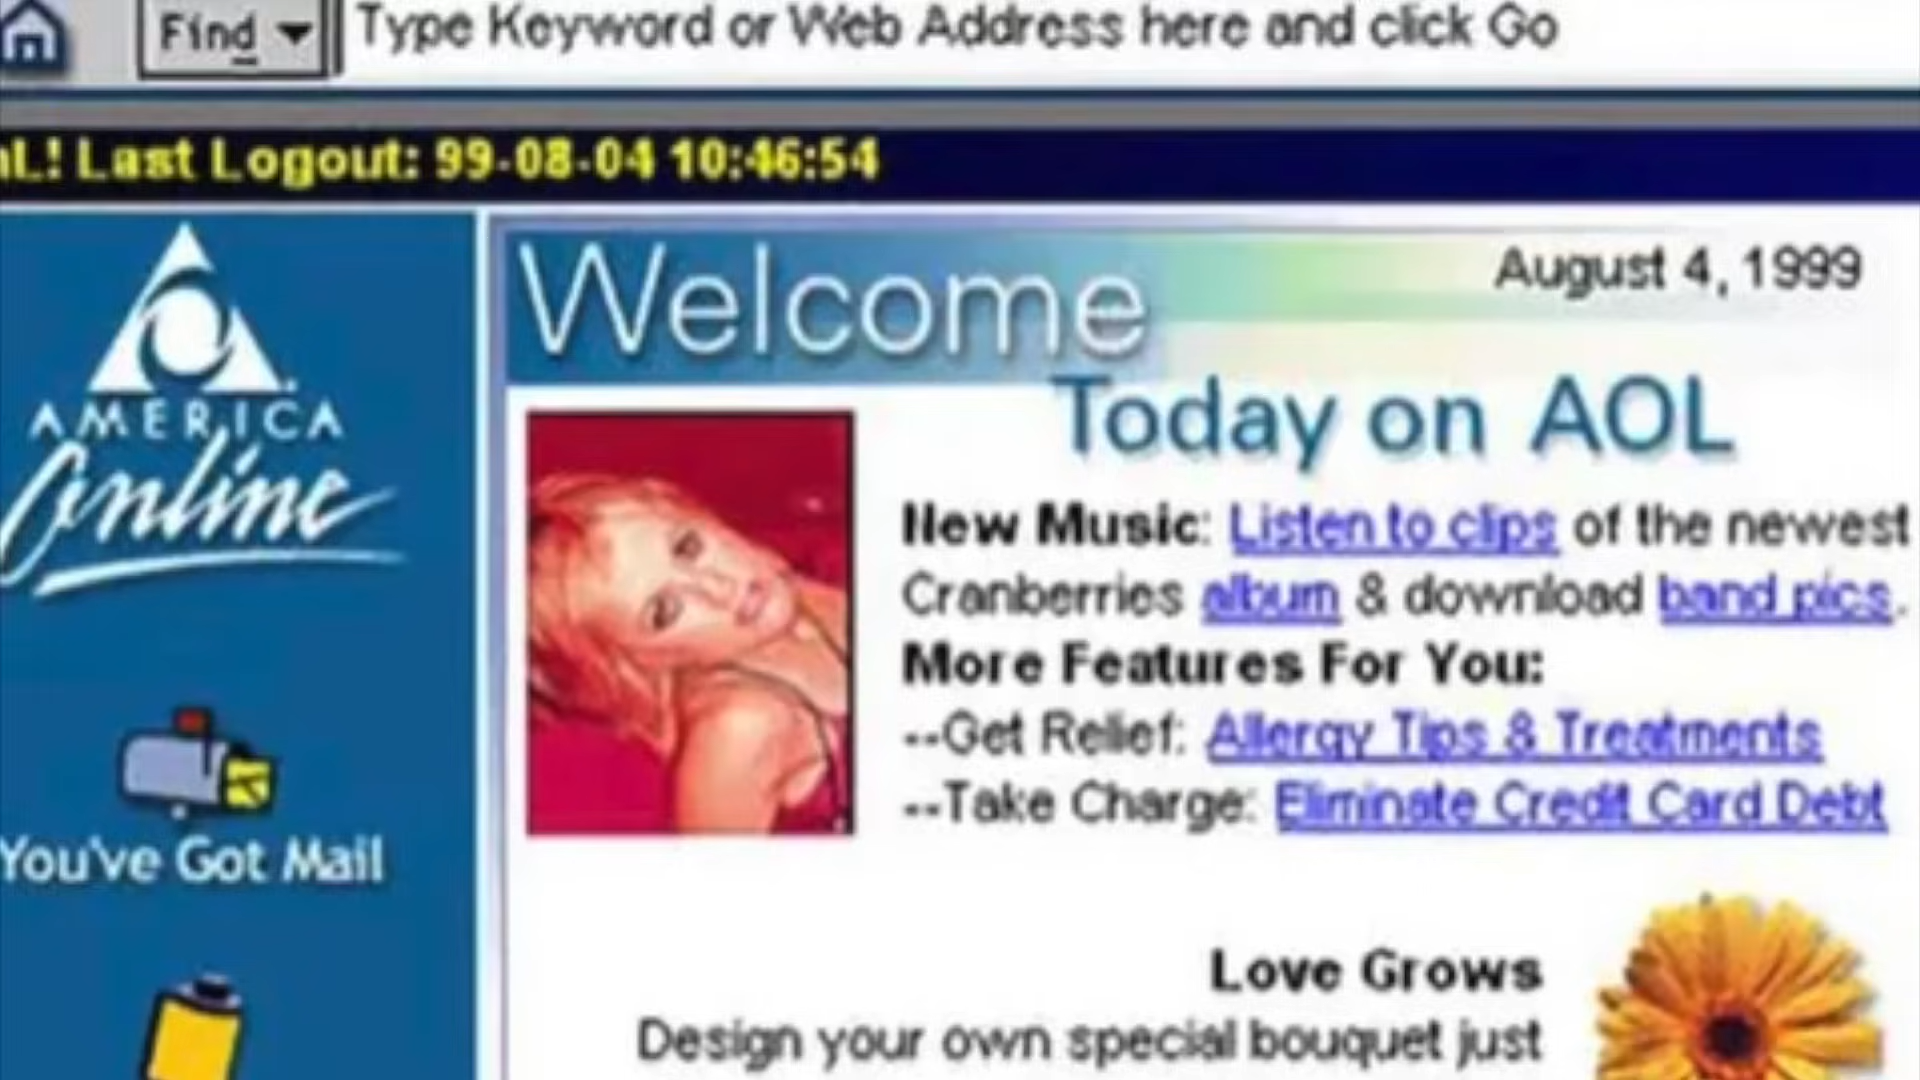 Find
Type Keyword or Web Address here and click Go
L! Last Logout: 99-08-04 10:46:54
AMERICA
Online
Welcome
August 4, 1999
Today on AOL
New Music: Listen to clips of the newest
Cranberries album & download band pics.
More Features For You:
--Get Relief: Allergy Tips & Treatments
--Take Charge: Eliminate Credit Card Debt
You've Got Mail
Love Grows
Design your own special bouquet just